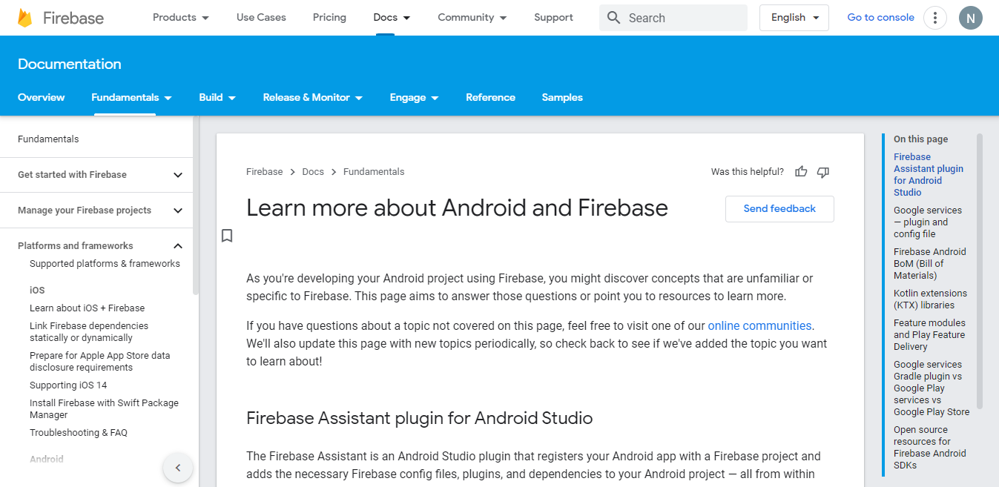 Firebase
Products
Use Cases
Pricing
Docs
Community
Support
Search
English
Go to console
N
Documentation
Overview
Fundamentals
Build
Release & Monitor
Engage
Reference
Samples
Fundamentals
Get started with Firebase
Manage your Firebase projects
Platforms and frameworks
Supported platforms & frameworks
iOS
Learn about iOS + Firebase
Link Firebase dependencies
statically or dynamically
Prepare for Apple App Store data
disclosure requirements
Supporting iOS 14
Install Firebase with Swift Package
Manager
Troubleshooting & FAQ
Android
Firebase
Docs
Fundamentals
Was this helpful?
Learn more about Android and Firebase
Send feedback
As you're developing your Android project using Firebase, you might discover concepts that are unfamiliar or
specific to Firebase. This page aims to answer those questions or point you to resources to learn more.
If you have questions about a topic not covered on this page, feel free to visit one of our online communities.
We'll also update this page with new topics periodically, so check back to see if we've added the topic you want
to learn about!
Firebase Assistant plugin for Android Studio
The Firebase Assistant is an Android Studio plugin that registers your Android app with a Firebase project and
adds the necessary Firebase config files, plugins, and dependencies to your Android project — all from within
On this page
Firebase
Assistant plugin
for Android
Studio
Google services
— plugin and
config file
Firebase Android
BoM (Bill of
Materials)
Kotlin extensions
(KTX) libraries
Feature modules
and Play Feature
Delivery
Google services
Gradle plugin vs
Google Play
services vs
Google Play Store
Open source
resources for
Firebase Android
SDKs